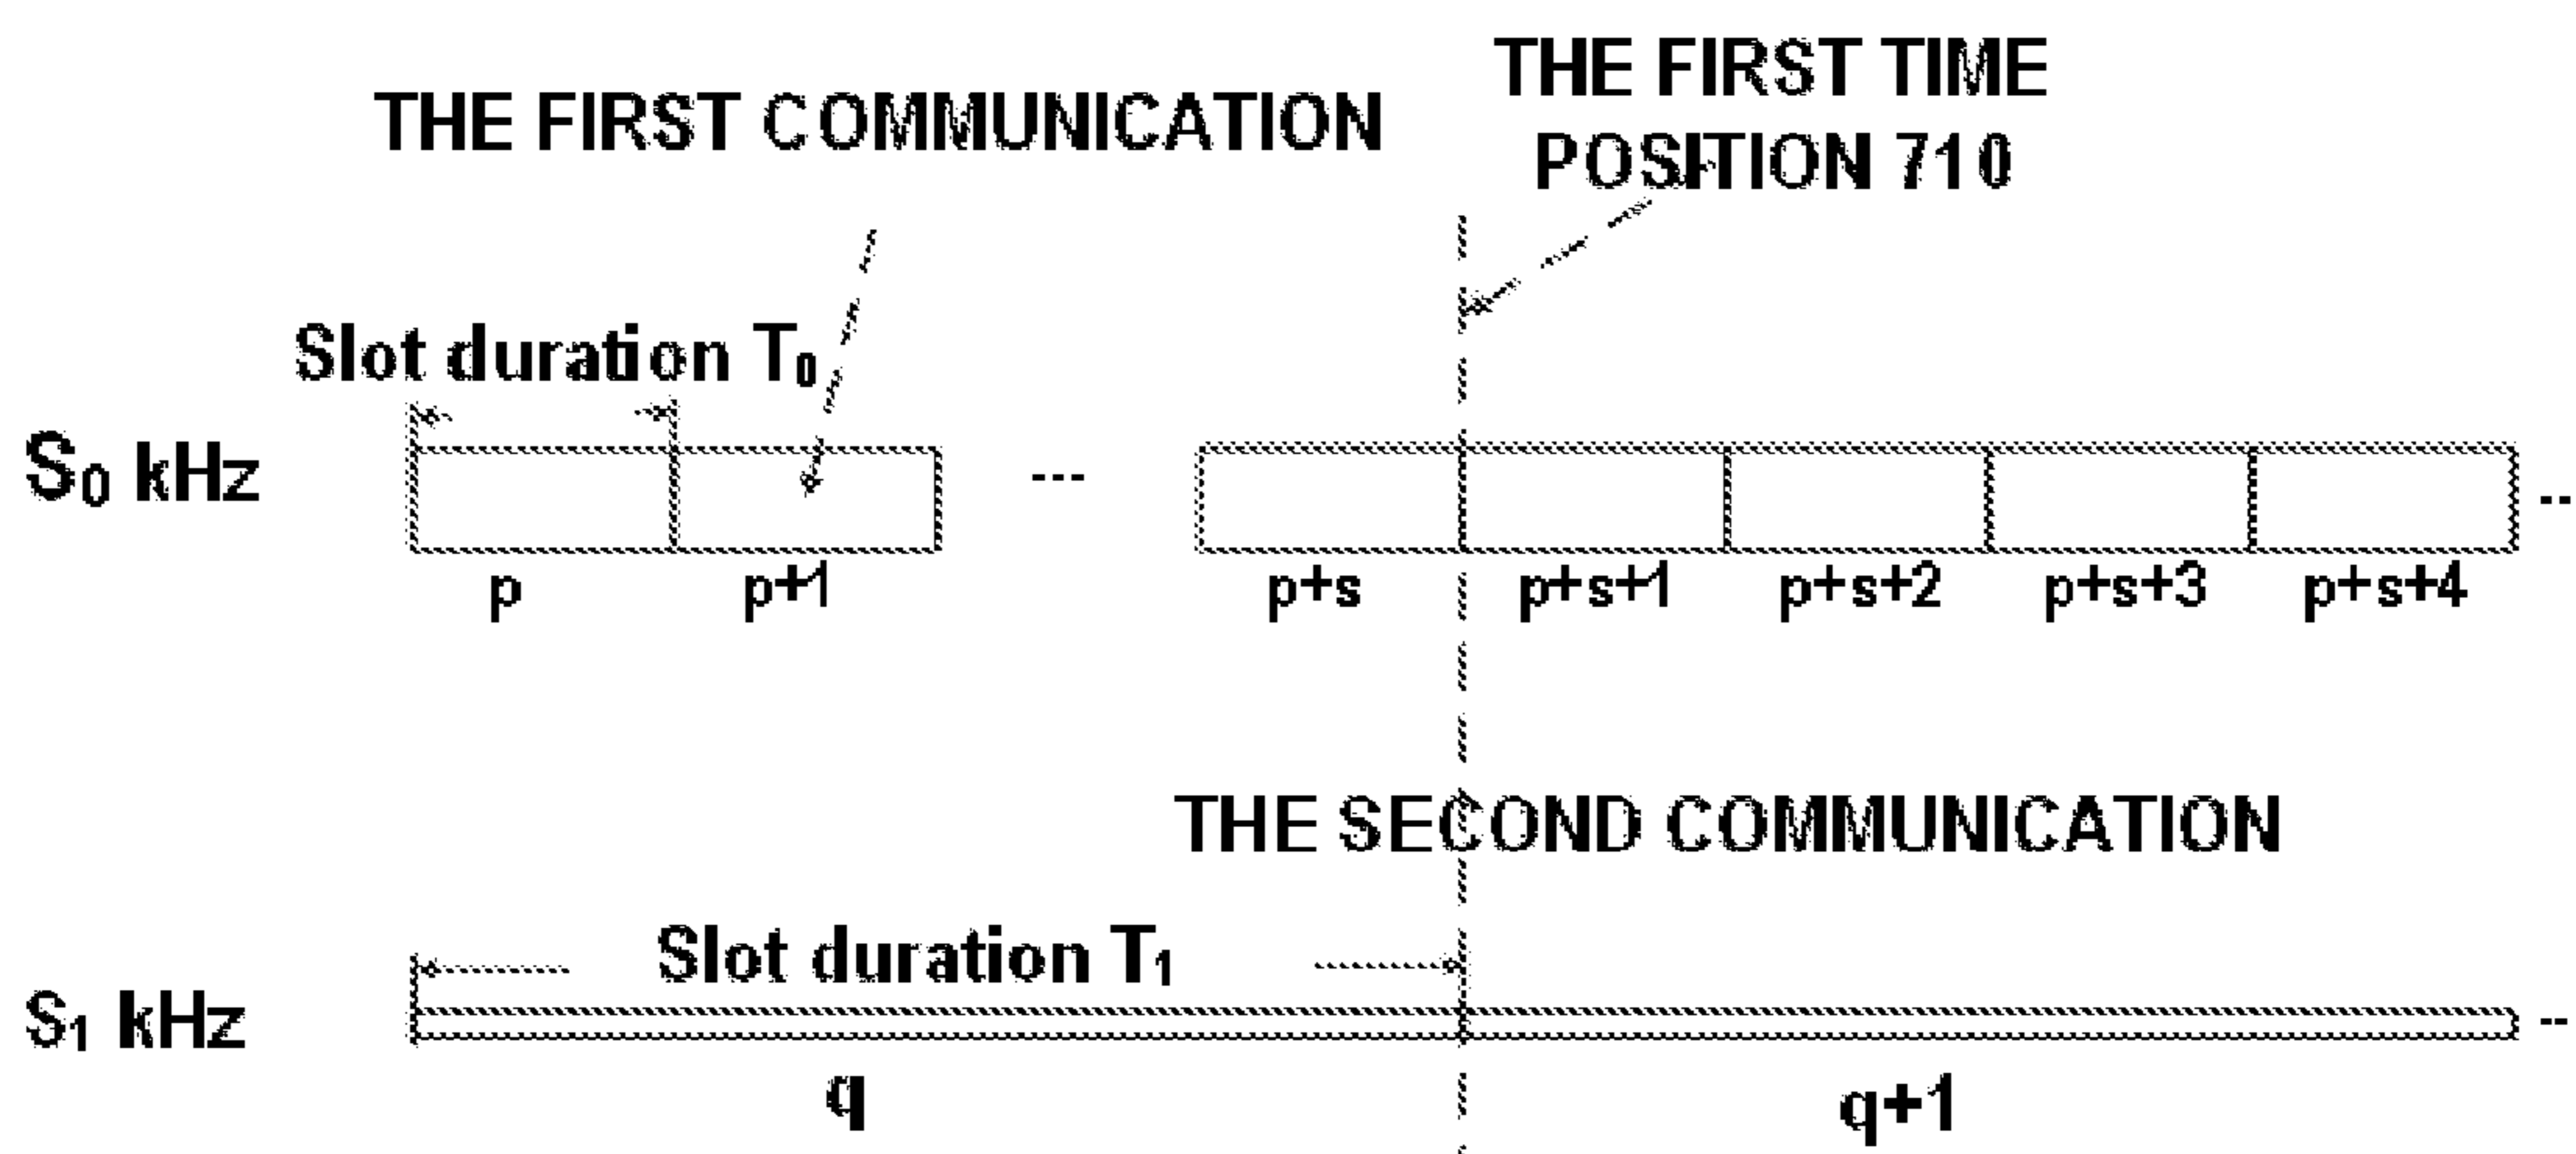 THE FIRST COMMUNICATION
THE FIRST TIME
POSITION 710
Slot duration T₀
S₀ kHz
---
--
p
p+1
p+s
p+s+1
p+s+2
p+s+3
p+s+4
THE SECOND COMMUNICATION
Slot duration T₁
S₁ kHz
--
q
q+1